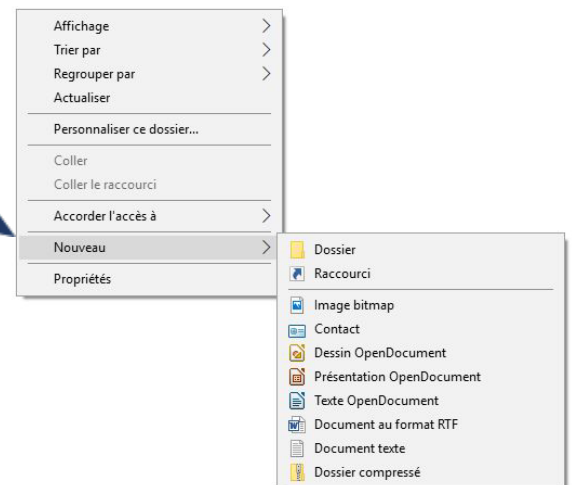 Affichage
Trier par
Regrouper par
Actualiser
Personnaliser ce dossier...
Coller
Coller le raccourci
Accorder l'accès à
Nouveau
Propriétés
Dossier
Raccourci
Image bitmap
Contact
Dessin OpenDocument
Présentation OpenDocument
Texte OpenDocument
Document au format RTF
Document texte
Dossier compressé